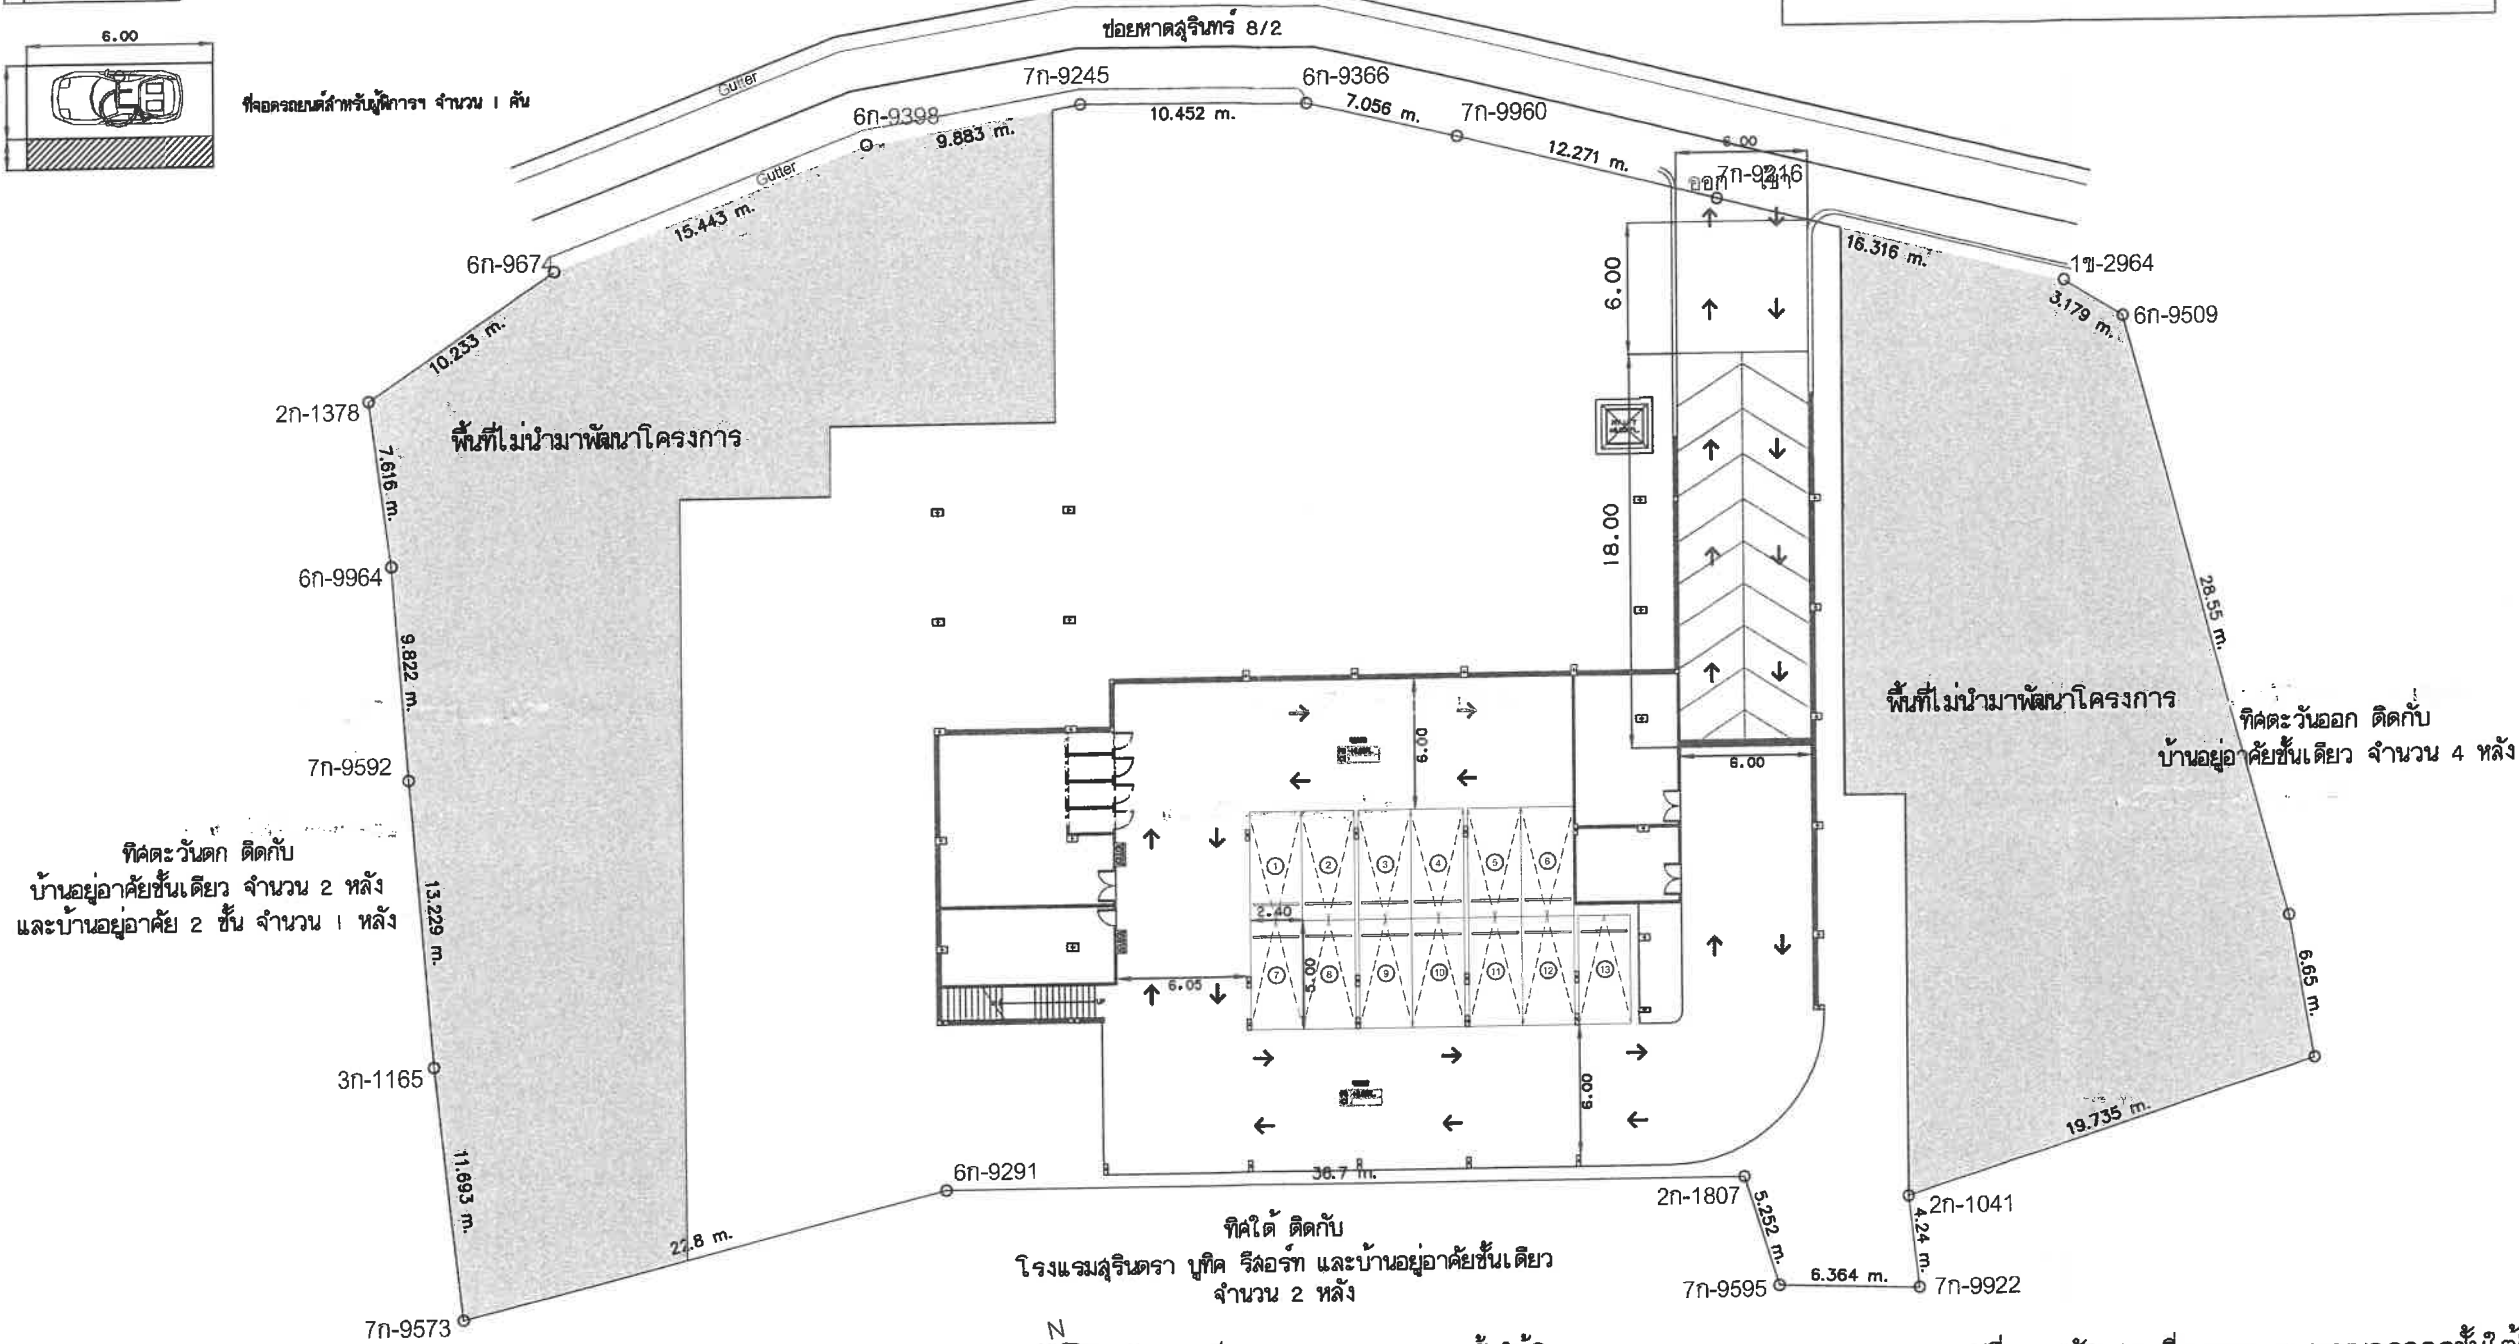 ซอยหาดสุรินทร์ 8/2
6.00
ที่จอดรถยนต์สำหรับผู้พิการฯ จำนวน 1 คัน
Gutter
7ก-9245
6ก-9366
6ก-9398
9.883 m.
10.452 m.
7.056 m.
7ก-9960
12.271 m.
6.00
7ก-9216
ออก เข้า
Gutter
15.443 m.
6ก-9674
16.316 m.
1ข-2964
3.179 m.
6ก-9509
6.00
10.233 m.
2ก-1378
พื้นที่ไม่นำมาพัฒนาโครงการ
7.616 m.
18.00
6ก-9964
28.55 m.
9.822 m.
พื้นที่ไม่นำมาพัฒนาโครงการ
ทิศตะวันออก ติดกับ
บ้านอยู่อาศัยชั้นเดียว จำนวน 4 หลัง
6.00
6.00
7ก-9592
ทิศตะวันตก ติดกับ
บ้านอยู่อาศัยชั้นเดียว จำนวน 2 หลัง
และบ้านอยู่อาศัย 2 ชั้น จำนวน 1 หลัง
13.229 m.
1 2 3 4 5 6
2.40
7 8 9 10 11 12 13
5.00
6.05
6.65 m.
3ก-1165
6.00
19.735 m.
11.693 m.
6ก-9291
38.7 m.
2ก-1807
2ก-1041
5.252 m.
4.24 m.
22.8 m.
ทิศใต้ ติดกับ
โรงแรมสุรินตรา บูทิค รีสอร์ท และบ้านอยู่อาศัยชั้นเดียว
จำนวน 2 หลัง
7ก-9595
6.364 m.
7ก-9922
7ก-9573
N